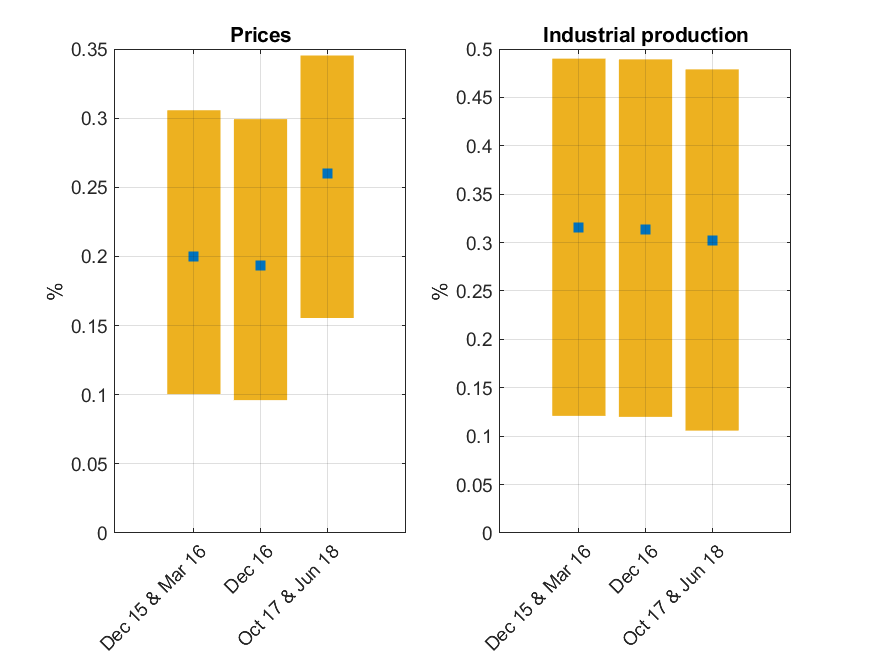 Prices
0.35
0.3
0.25
0.2
0.15
0.1
0.05
0
%
Dec 15 & Mar 16
Dec 16
Oct 17 & Jun 18
Industrial production
0.5
0.45
0.4
0.35
0.3
0.25
0.2
0.15
0.1
0.05
0
%
Dec 15 & Mar 16
Dec 16
Oct 17 & Jun 18